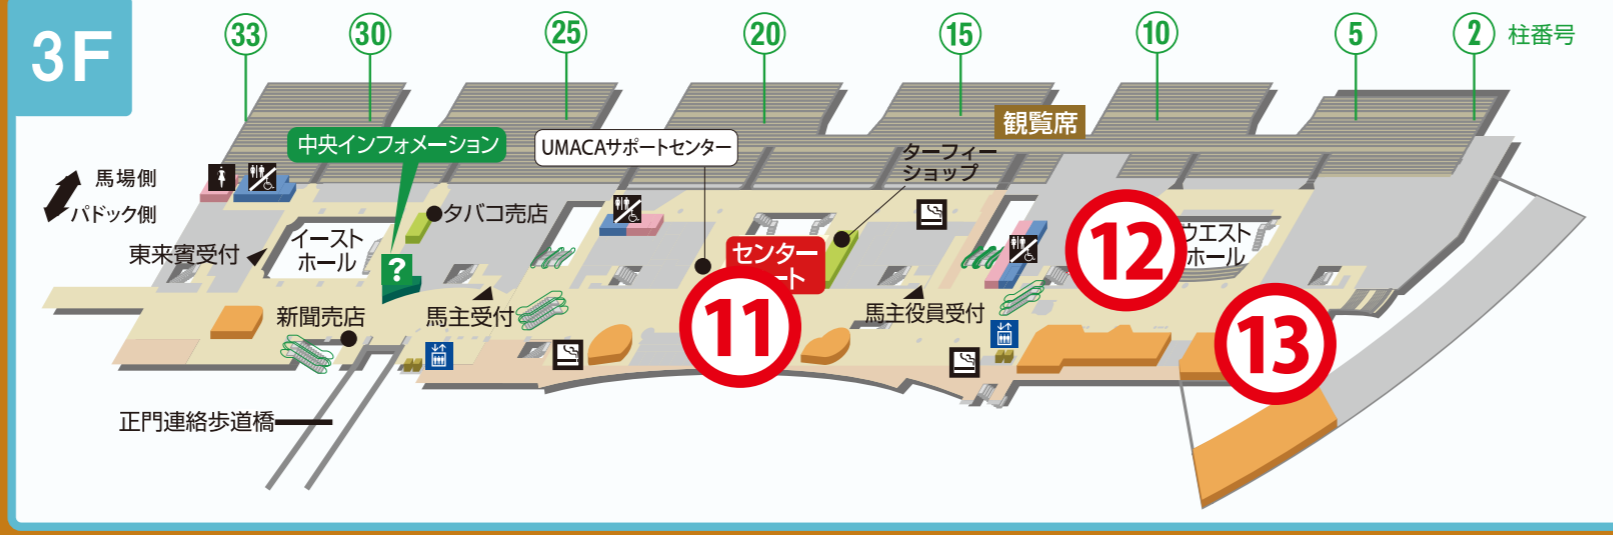 3F
33
30
25
20
15
10
5
2
柱番号
観覧席
中央インフォメーション
UMACAサポートセンター
ターフィー
ショップ
馬場側
パドック側
タバコ売店
東来賓受付
イースト
ホール
?
センター
ート
12
ウエスト
ホール
新聞売店
馬主受付
11
馬主役員受付
13
正門連絡歩道橋